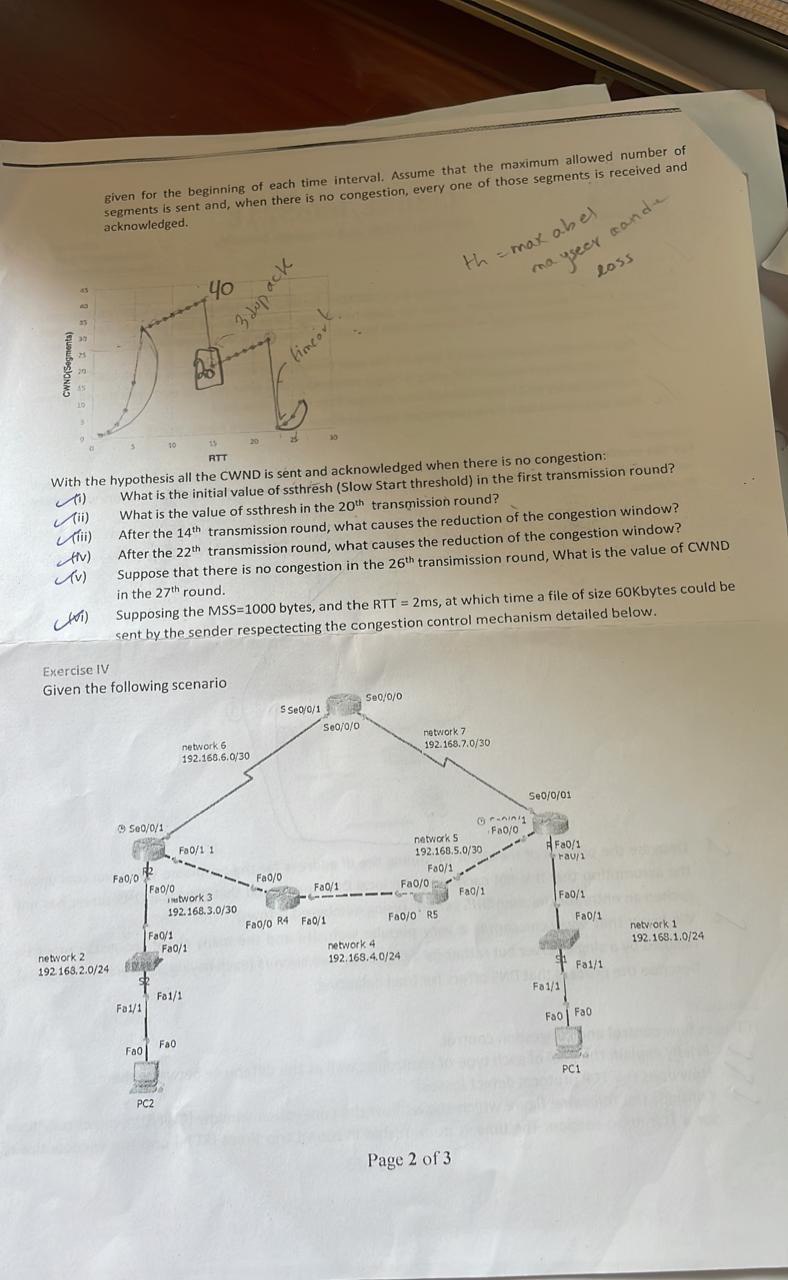 given for the beginning of each time interval. Assume that the maximum allowed number of
segments is sent and, when there is no congestion, every one of those segments is received and
acknowledged.
th = max
loss
45
40
35
30
25
20
15
10
5
0
CWND(Segments)
40
3 dup ack
20
timeout
0 5 10 15 20 25 30
RTT
With the hypothesis all the CWND is sent and acknowledged when there is no congestion:
(i) What is the initial value of ssthresh (Slow Start threshold) in the first transmission round?
(ii) What is the value of ssthresh in the 20th transmission round?
(iii) After the 14th transmission round, what causes the reduction of the congestion window?
(iv) After the 22th transmission round, what causes the reduction of the congestion window?
(v) Suppose that there is no congestion in the 26th transimission round, What is the value of CWND
in the 27th round.
(vi) Supposing the MSS=1000 bytes, and the RTT = 2ms, at which time a file of size 60Kbytes could be
sent by the sender respectecting the congestion control mechanism detailed below.
Exercise IV
Given the following scenario
Se0/0/0
S Se0/0/1
Se0/0/0
network 6
192.168.6.0/30
network 7
192.168.7.0/30
Se0/0/01
Se0/0/1
Fa0/1 1
Fa0/0
network 5
192.168.5.0/30
Fa0/1
Fa0/1
Fa0/0 R2
Fa0/0
Fa0/0
Fa0/1
Fa0/0
Fa0/1
network 3
192.168.3.0/30
Fa0/0 R4 Fa0/1
Fa0/0 R5
Fa0/1
Fa0/1
network 1
192.168.1.0/24
Fa0/1
Fa0/1
network 4
192.168.4.0/24
network 2
192.168.2.0/24
S2
S1
Fa1/1
Fa1/1
Fa1/1
Fa1/1
Fa0 Fa0
Fa0 Fa0
PC1
PC2
Page 2 of 3